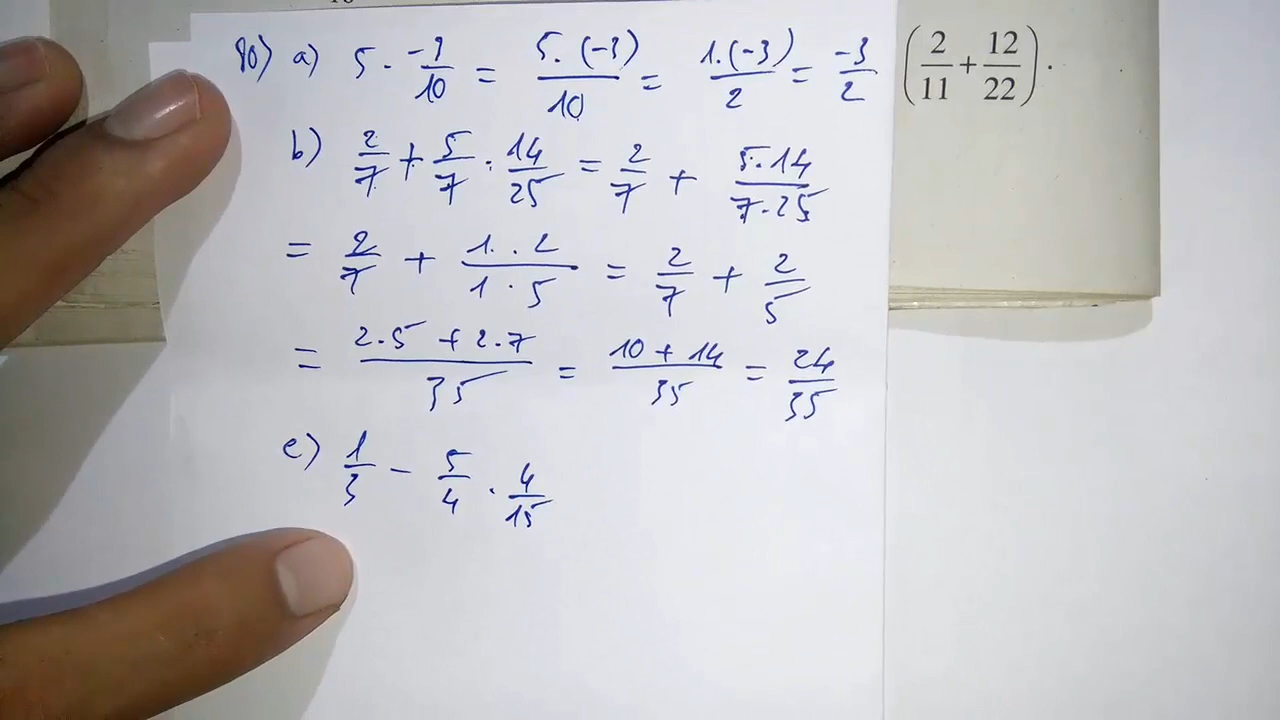 80) a) 5 · -3/10 = 5·(-3)/10 = 1·(-3)/2 = -3/2
(2/11 + 12/22) ·
b) 2/7 + 5/7 · 14/25 = 2/7 + 5·14/7·25
= 2/7 + 1·2/1·5 = 2/7 + 2/5
= 2·5 + 2·7/35 = 10 + 14/35 = 24/35
c) 1/3 - 5/4 · 4/15